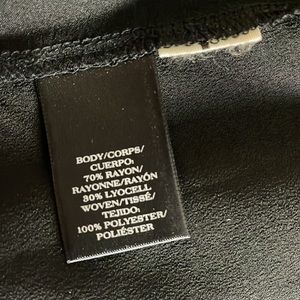 BODY/CORPS/
CUERPO:
70% RAYON/
RAYONNE/RAYÓN
30% LYOCELL
WOVEN/TISSÉ/
TEJIDO:
100% POLYESTER/
POLIÉSTER